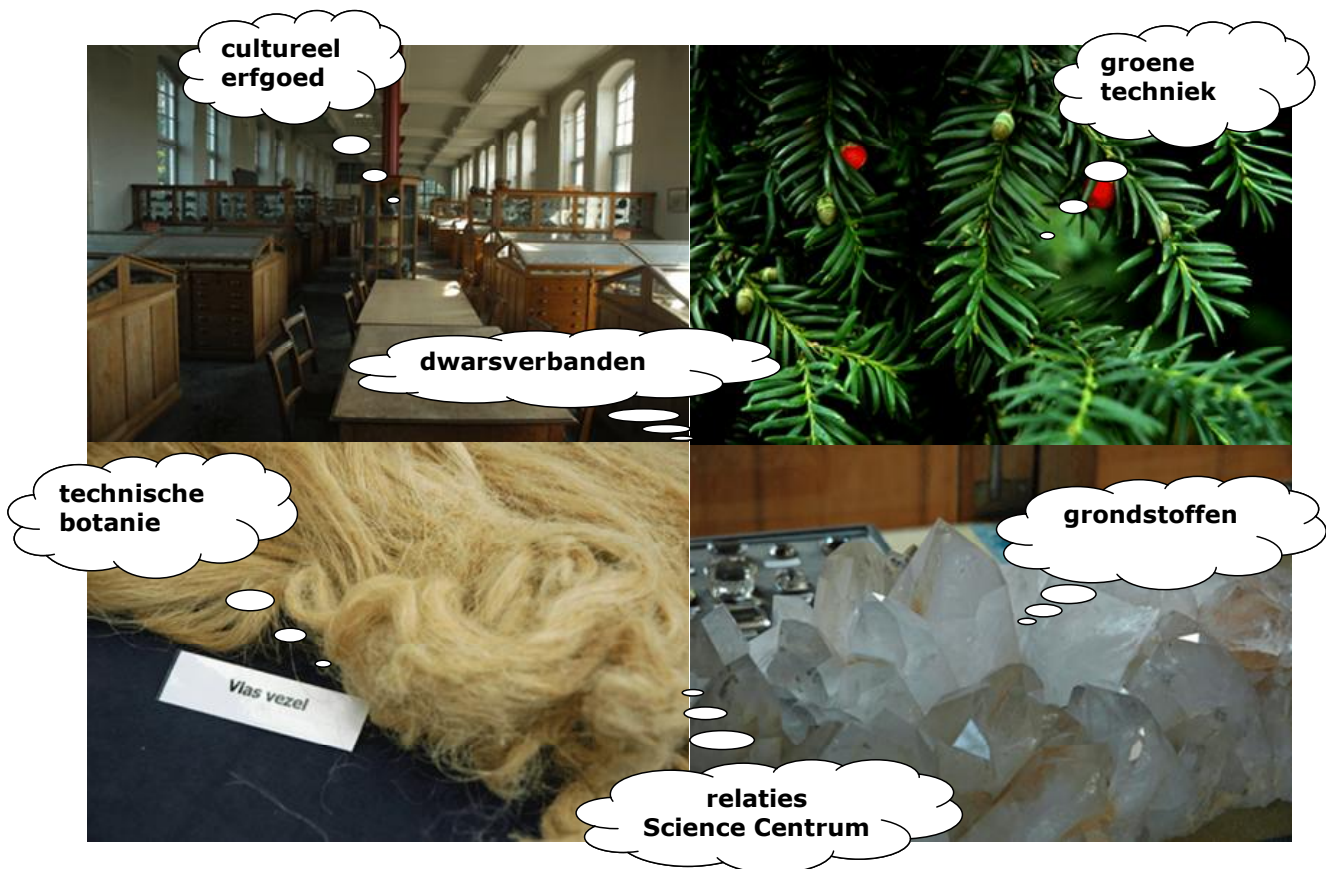 cultureel
erfgoed
groene
techniek
dwarsverbanden
technische
botanie
grondstoffen
Vlas vezel
relaties
Science Centrum